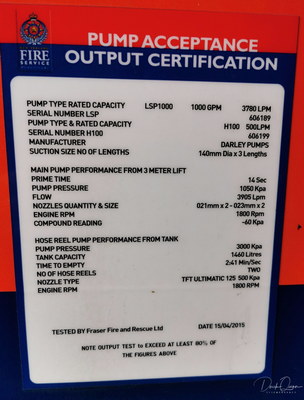 FIRE
SERVICE
PUMP ACCEPTANCE
OUTPUT CERTIFICATION
PUMP TYPE RATED CAPACITY LSP1000 1000 GPM 3780 LPM
SERIAL NUMBER LSP 606189
PUMP TYPE & RATED CAPACITY H100 500LPM
SERIAL NUMBER H100 606199
MANUFACTURER DARLEY PUMPS
SUCTION SIZE NO OF LENGTHS 140mm Dia x 3 Lengths
MAIN PUMP PERFORMANCE FROM 3 METER LIFT
PRIME TIME 14 Sec
PUMP PRESSURE 1050 Kpa
FLOW 3905 Lpm
NOZZLES QUANTITY & SIZE 021mm x 2 -023mm x 2
ENGINE RPM 1800 Rpm
COMPOUND READING -60 Kpa
HOSE REEL PUMP PERFORMANCE FROM TANK
PUMP PRESSURE 3000 Kpa
TANK CAPACITY 1460 Litres
TIME TO EMPTY 2:41 Min/Sec
NO OF HOSE REELS TWO
NOZZLE TYPE TFT ULTIMATIC 125 500 Kpa
ENGINE RPM 1800 RPM
TESTED BY Fraser Fire and Rescue Ltd DATE 15/04/2015
NOTE OUTPUT TEST to EXCEED AT LEAST 80% OF
THE FIGURES ABOVE